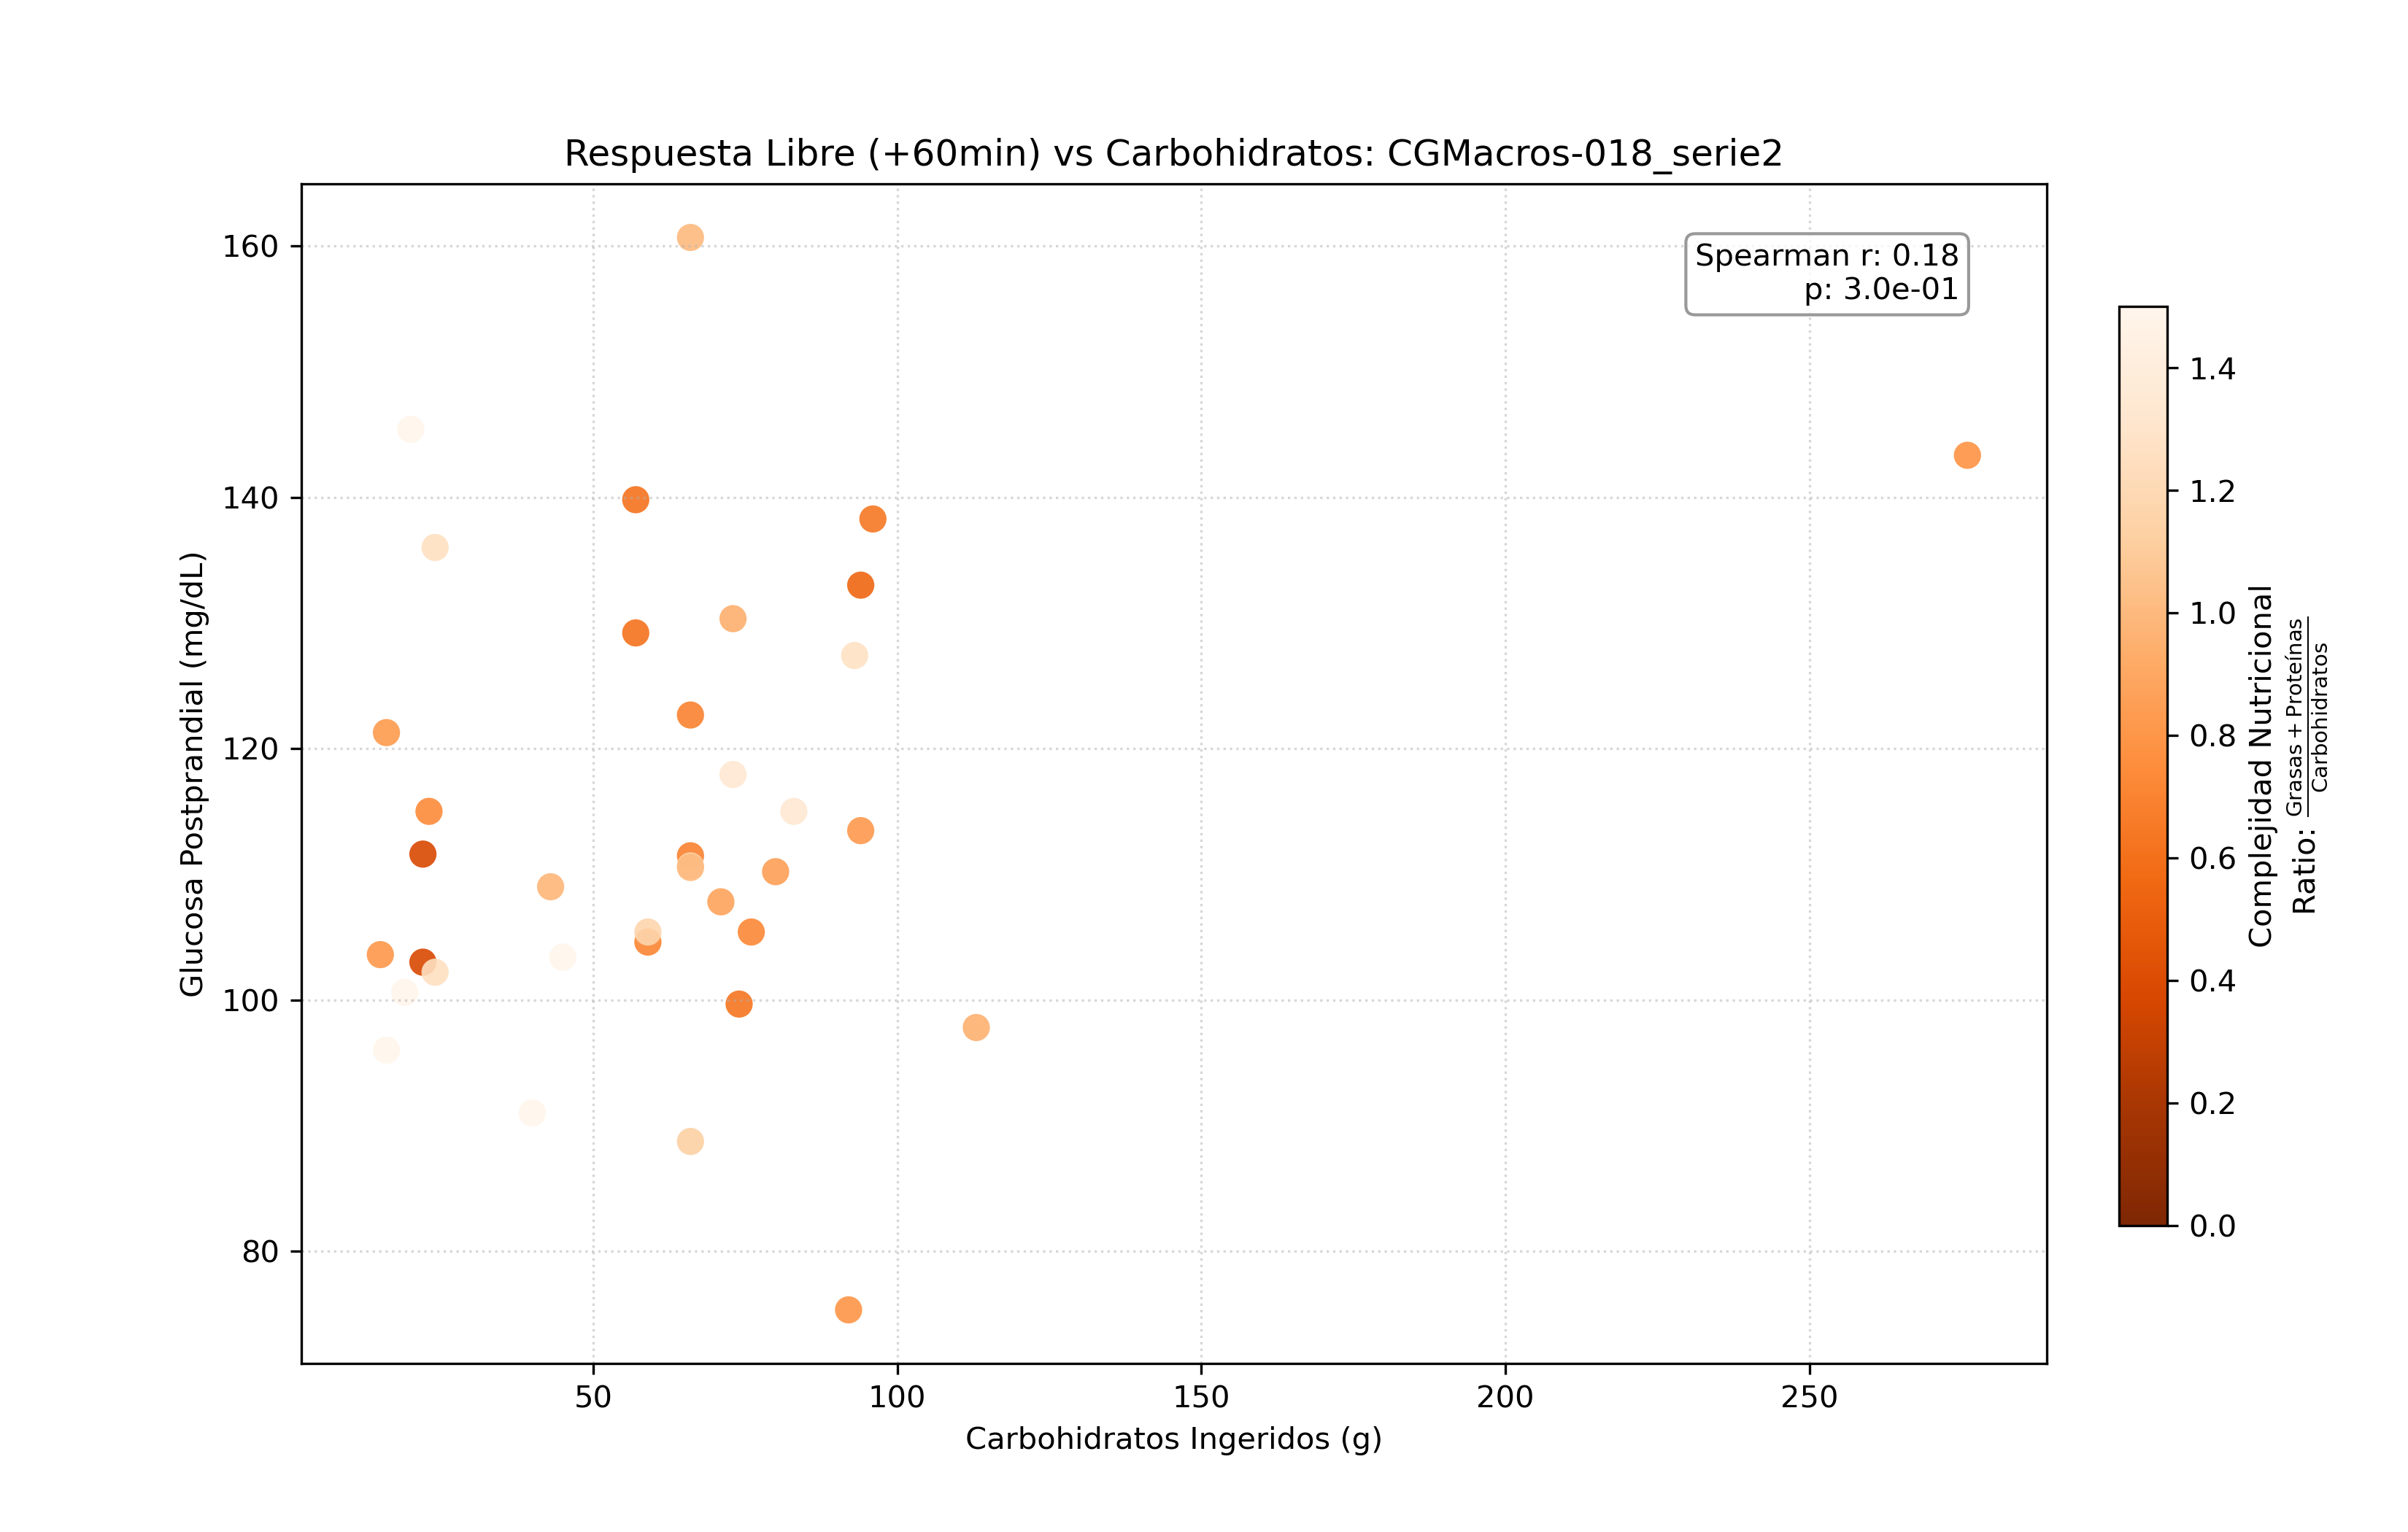 Respuesta Libre (+60min) vs Carbohidratos: CGMacros-018_serie2
Spearman r: 0.18
p: 3.0e-01
Glucosa Postprandial (mg/dL)
160
140
120
100
80
50
100
150
200
250
Carbohidratos Ingeridos (g)
1.4
1.2
1.0
0.8
0.6
0.4
0.2
0.0
Complejidad Nutricional
Ratio: Grasas + Proteínas
Carbohidratos